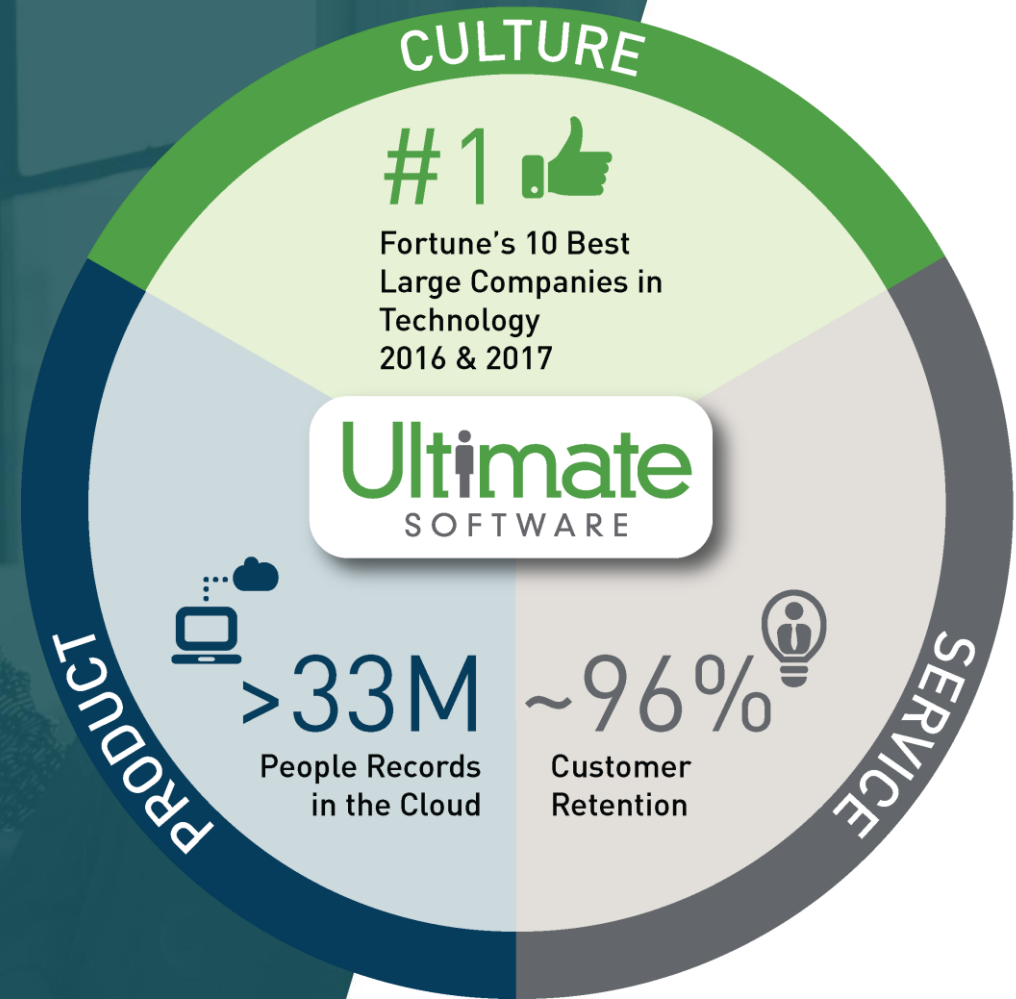 CULTURE
#1
Fortune's 10 Best
Large Companies in
Technology
2016 & 2017
Ultimate
SOFTWARE
PRODUCT
>33M
People Records
in the Cloud
~96%
Customer
Retention
SERVICE